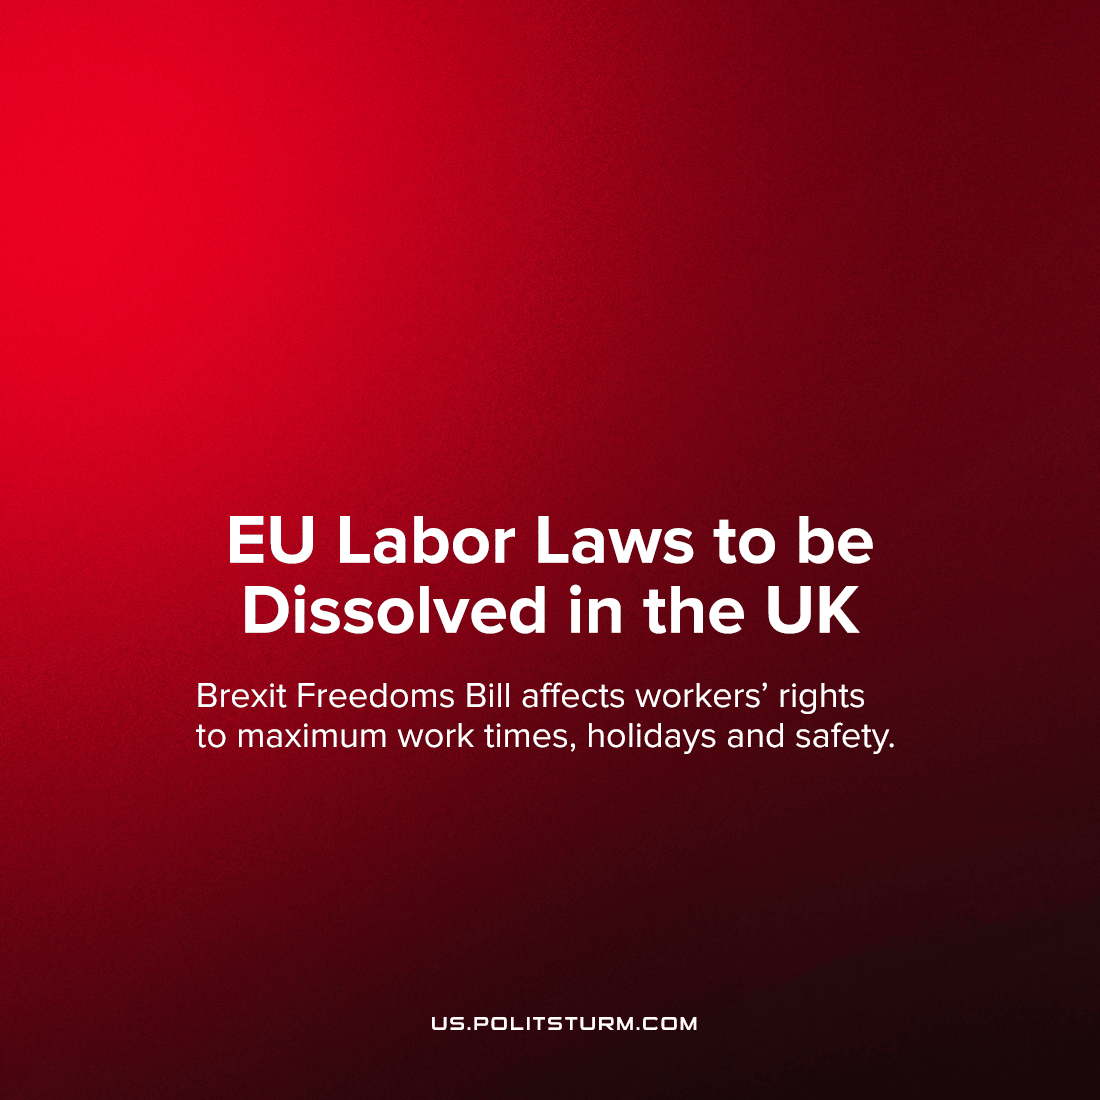 EU Labor Laws to be
Dissolved in the UK
Brexit Freedoms Bill affects workers’ rights
to maximum work times, holidays and safety.
US.POLITSTURM.COM